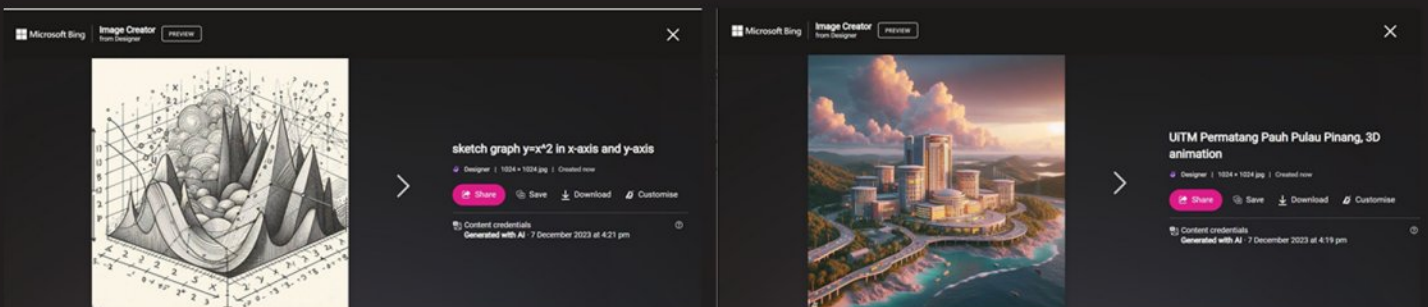 Microsoft Bing
Image Creator
from Designer
PREVIEW
sketch graph y=x^2 in x-axis and y-axis
Designer | 1024 × 1024 jpg | Created now
Share
Save
Download
Customise
Content credentials
Generated with AI · 7 December 2023 at 4:21 pm
Microsoft Bing
Image Creator
from Designer
PREVIEW
UiTM Permatang Pauh Pulau Pinang, 3D
animation
Designer | 1024 × 1024 jpg | Created now
Share
Save
Download
Customise
Content credentials
Generated with AI · 7 December 2023 at 4:19 pm